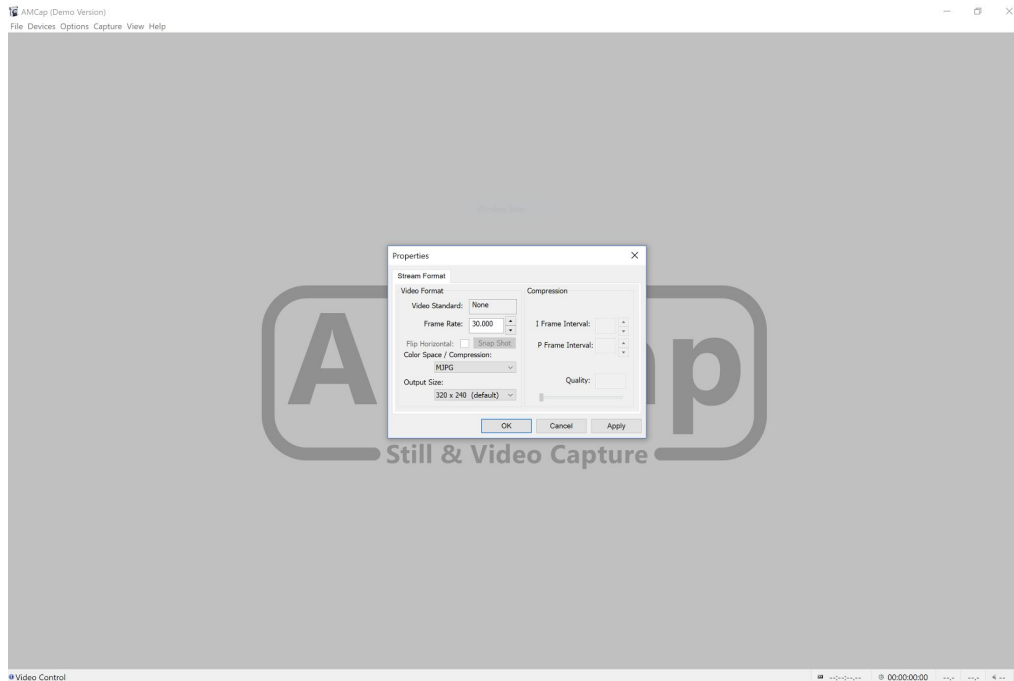 AMCap (Demo Version)
File Devices Options Capture View Help
Properties
Stream Format
Video Format
Compression
Video Standard: None
Frame Rate: 30.000
I Frame Interval:
Flip Horizontal: Snap Shot
P Frame Interval:
Color Space / Compression:
MJPG
Output Size:
Quality:
320 x 240 (default)
OK Cancel Apply
A
p
Still & Video Capture
Video Control
--:--:--.-- 00:00:00:00 --.- --.- --